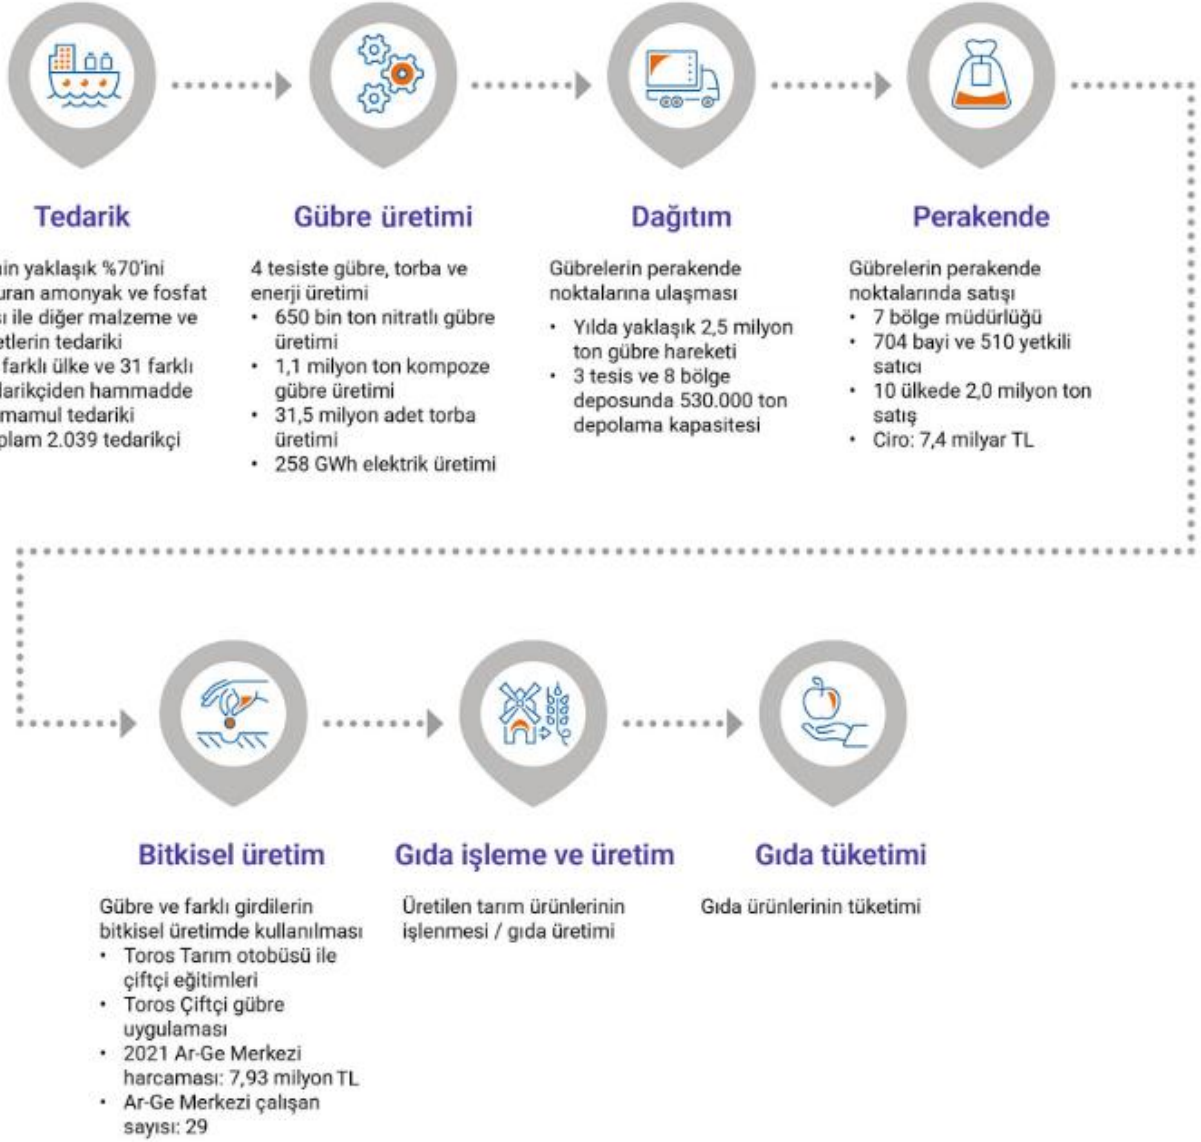 Tedarik
yaklaşık %70'ini
amonyak ve fosfat
ile diğer malzeme ve
tedariki
farklı ülke ve 31 farklı
hammadde
mamul tedariki
2.039 tedarikçi
Gübre üretimi
4 tesiste gübre, torba ve
enerji üretimi
• 650 bin ton nitratlı gübre
üretimi
• 1,1 milyon ton kompoze
gübre üretimi
• 31,5 milyon adet torba
üretimi
• 258 GWh elektrik üretimi
Dağıtım
Gübrelerin perakende
noktalarına ulaşması
• Yılda yaklaşık 2,5 milyon
ton gübre hareketi
• 3 tesis ve 8 bölge
deposunda 530.000 ton
depolama kapasitesi
Perakende
Gübrelerin perakende
noktalarında satışı
• 7 bölge müdürlüğü
• 704 bayi ve 510 yetkili
satıcı
• 10 ülkede 2,0 milyon ton
satış
• Ciro: 7,4 milyar TL
Bitkisel üretim
Gübre ve farklı girdilerin
bitkisel üretimde kullanılması
• Toros Tarım otobüsü ile
çiftçi eğitimleri
• Toros Çiftçi gübre
uygulaması
• 2021 Ar-Ge Merkezi
harcaması: 7,93 milyon TL
• Ar-Ge Merkezi çalışan
sayısı: 29
Gıda işleme ve üretim
Üretilen tarım ürünlerinin
işlenmesi / gıda üretimi
Gıda tüketimi
Gıda ürünlerinin tüketimi